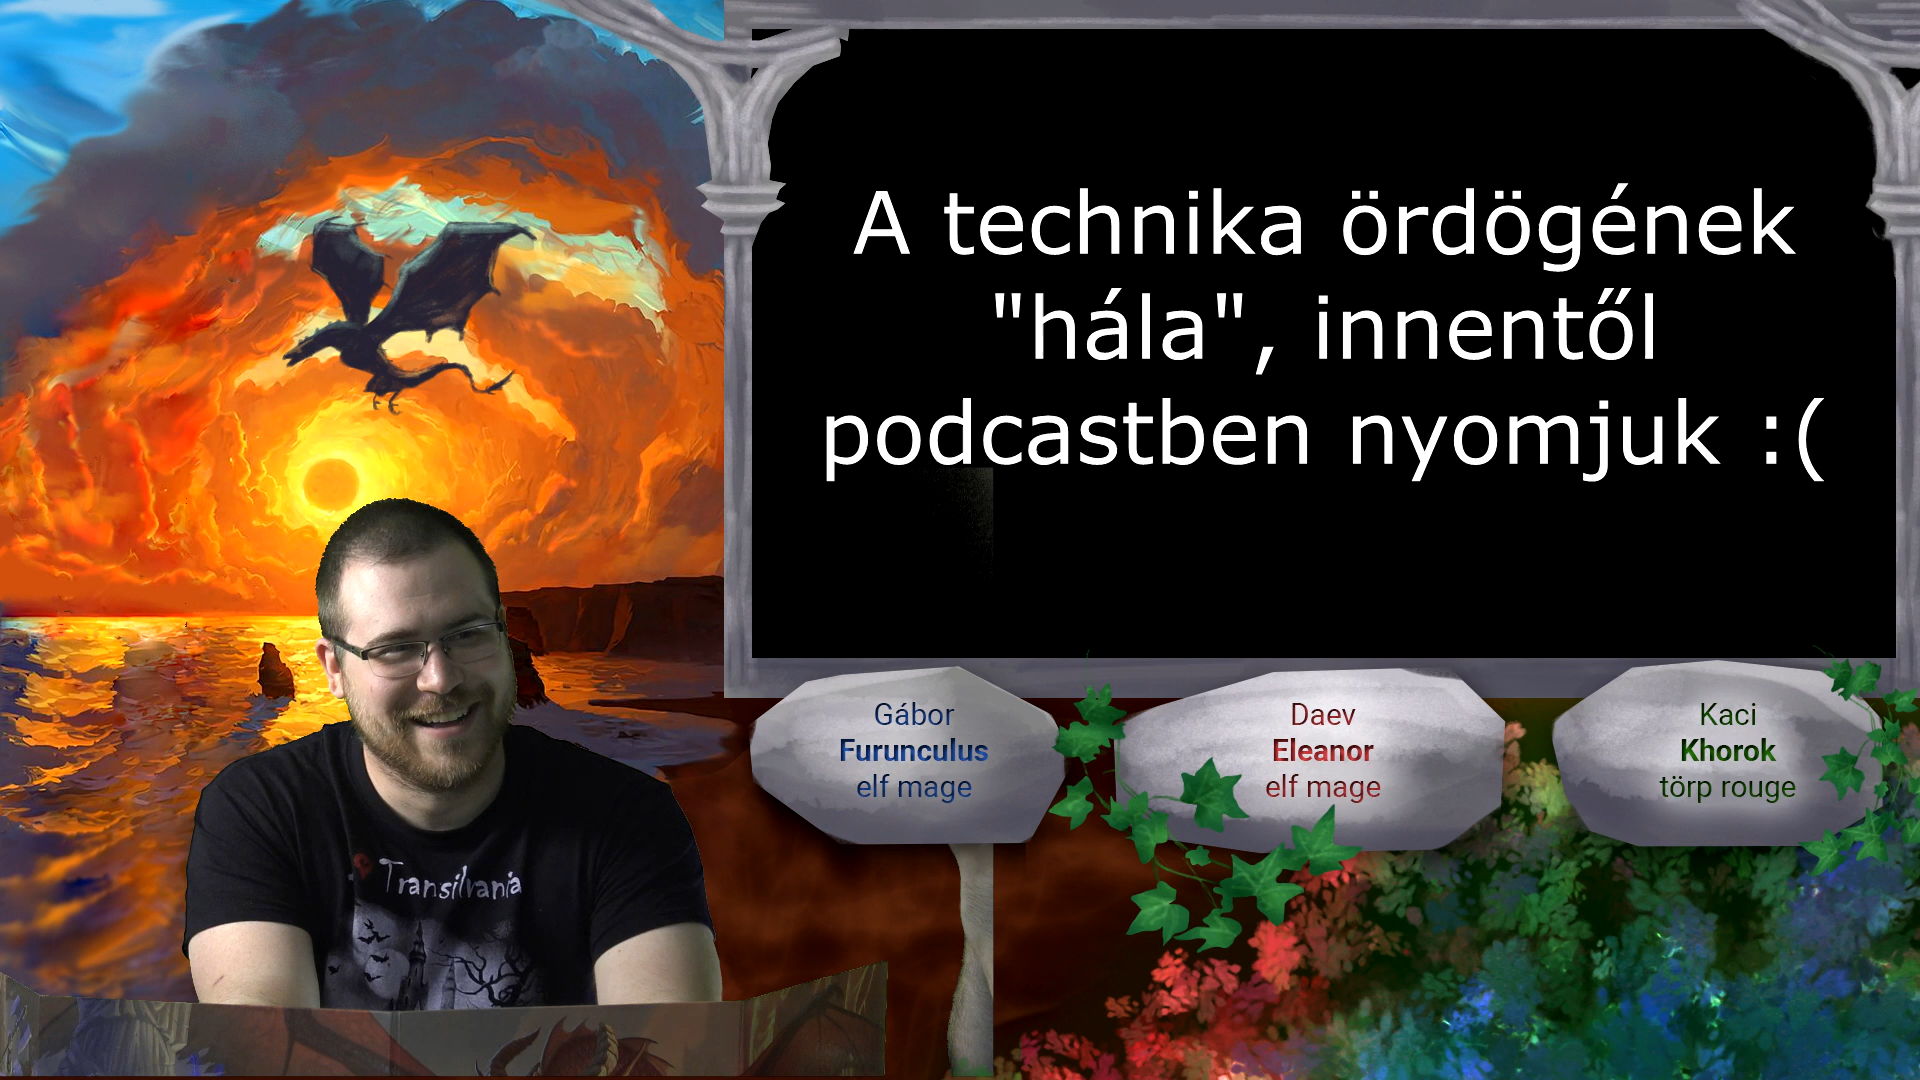 A technika ördögének
"hála", innentől
podcastben nyomjuk :(
Gábor
Furunculus
elf mage
Daev
Eleanor
elf mage
Kaci
Khorok
törp rouge
Transilvania